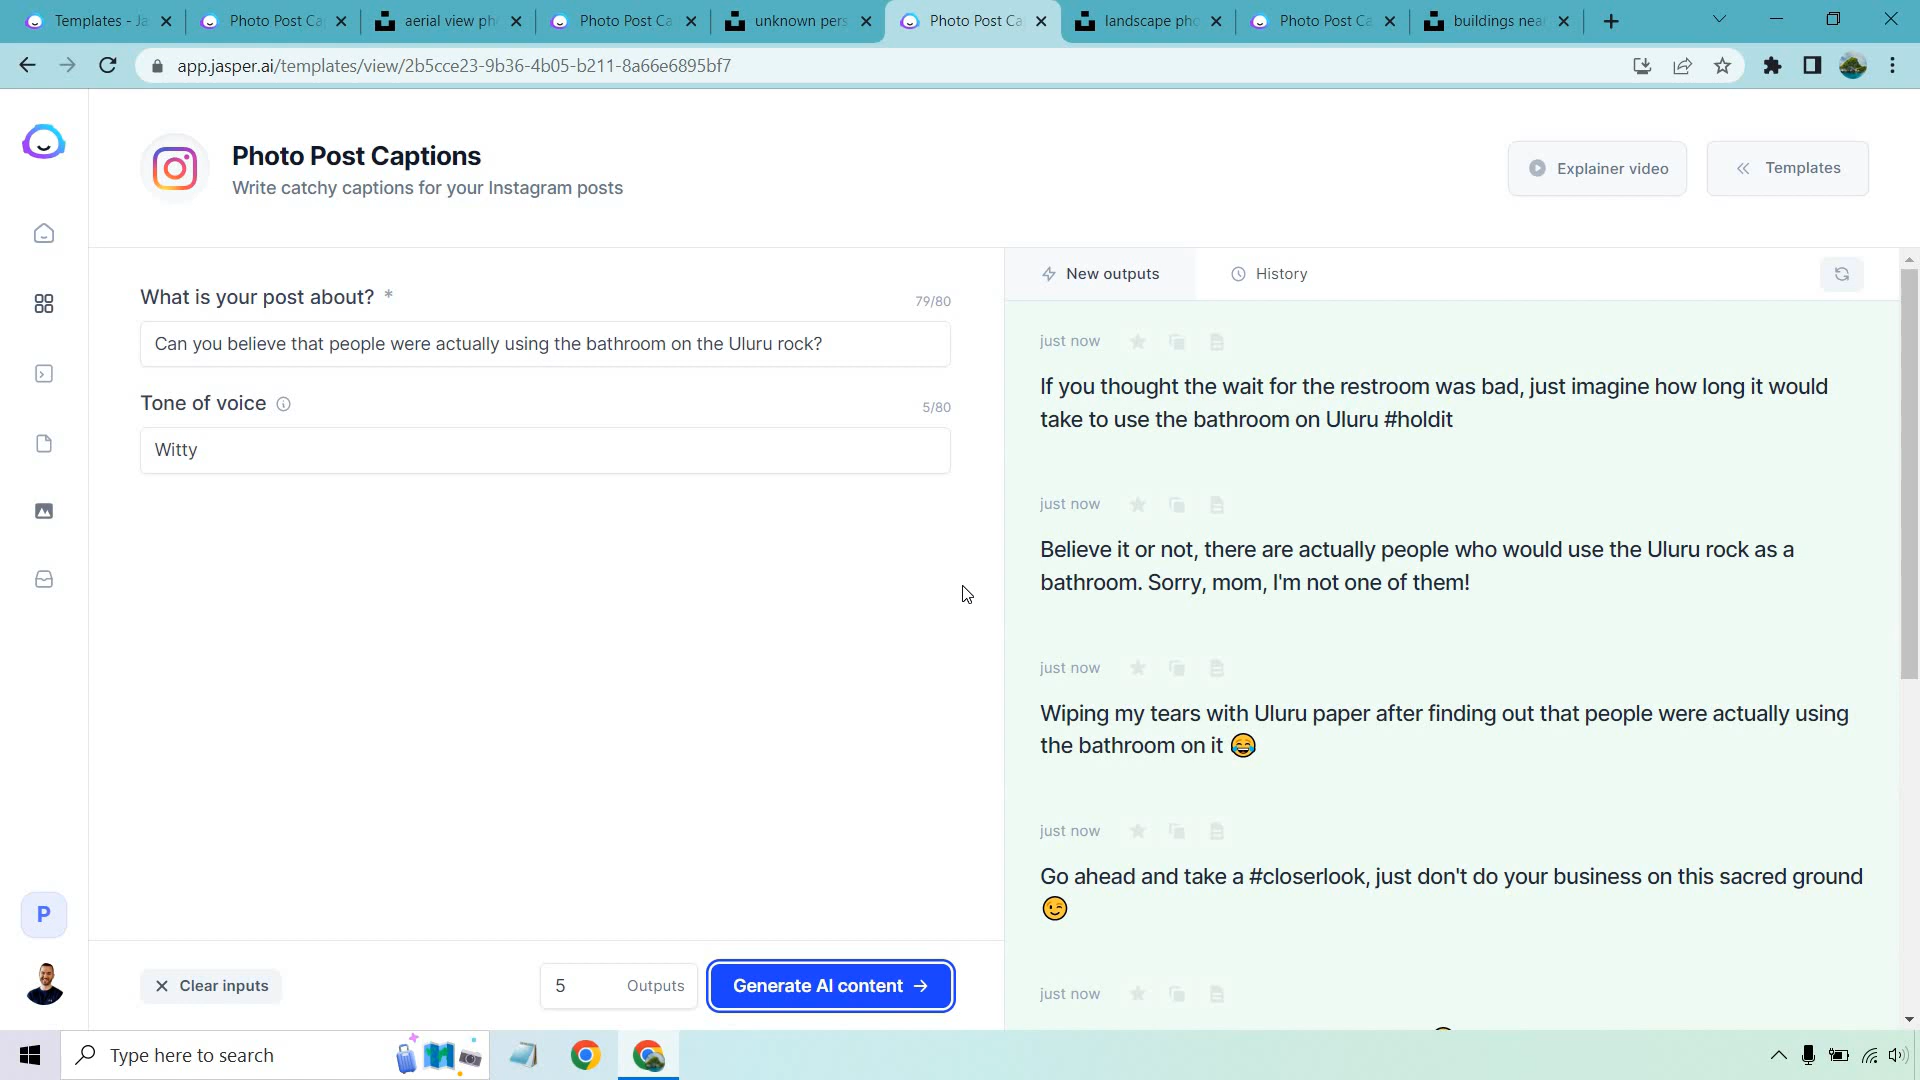 Templates - Ja
Photo Post Ca
aerial view ph
Photo Post Ca
unknown pers
Photo Post Ca
landscape pho
Photo Post Ca
buildings near
app.jasper.ai/templates/view/2b5cce23-9b36-4b05-b211-8a66e6895bf7
Photo Post Captions
Write catchy captions for your Instagram posts
Explainer video
Templates
What is your post about? *
79/80
Can you believe that people were actually using the bathroom on the Uluru rock?
Tone of voice
5/80
Witty
New outputs
History
just now
If you thought the wait for the restroom was bad, just imagine how long it would
take to use the bathroom on Uluru #holdit
just now
Believe it or not, there are actually people who would use the Uluru rock as a
bathroom. Sorry, mom, I'm not one of them!
just now
Wiping my tears with Uluru paper after finding out that people were actually using
the bathroom on it 😂
just now
Go ahead and take a #closerlook, just don't do your business on this sacred ground
😉
just now
P
Clear inputs
5
Outputs
Generate AI content →
Type here to search